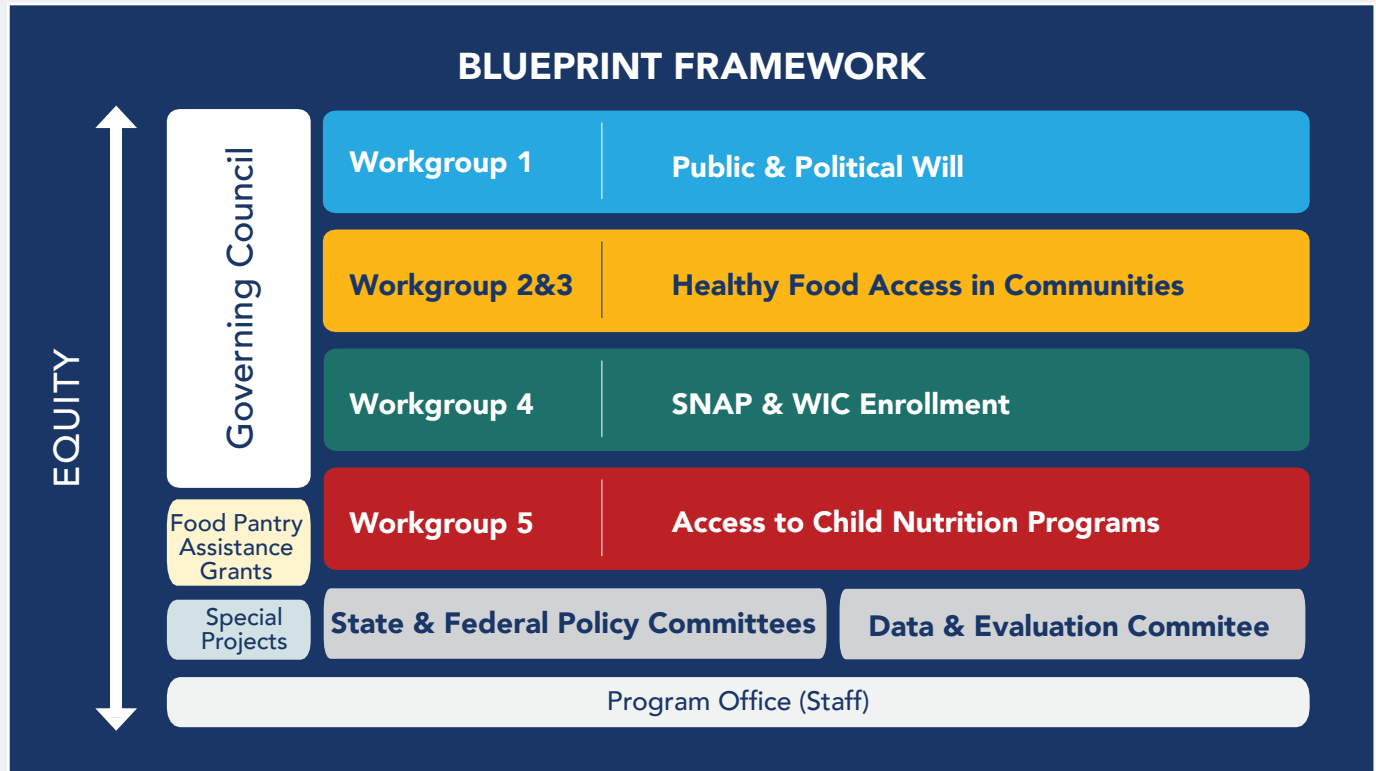 BLUEPRINT FRAMEWORK
EQUITY
Governing Council
Workgroup 1
Public & Political Will
Workgroup 2&3
Healthy Food Access in Communities
Workgroup 4
SNAP & WIC Enrollment
Workgroup 5
Access to Child Nutrition Programs
Food Pantry
Assistance
Grants
Special
Projects
State & Federal Policy Committees
Data & Evaluation Commitee
Program Office (Staff)